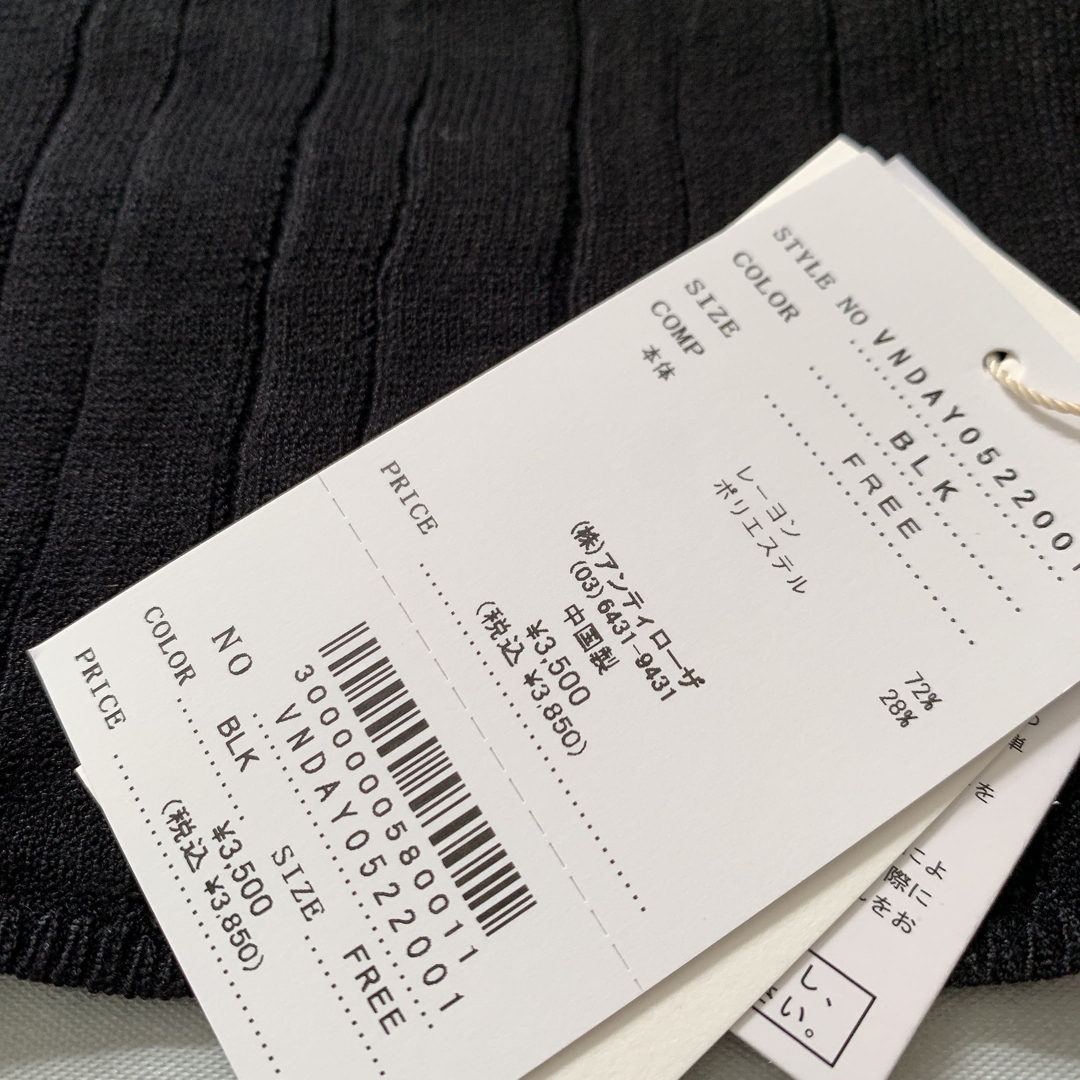 STYLE NO VNDAY0522001
COLOR BLK
SIZE FREE
COMP
本体
レーヨン 72%
ポリエステル 28%
(株)アンティローザ
(03)6431-9431
中国製
PRICE ¥3,500
(税込 ¥3,850)
3000000580011
NO VNDAY0522001
COLOR BLK SIZE FREE
PRICE ¥3,500
(税込 ¥3,850)
を
によ
際に
をお
し、
い。